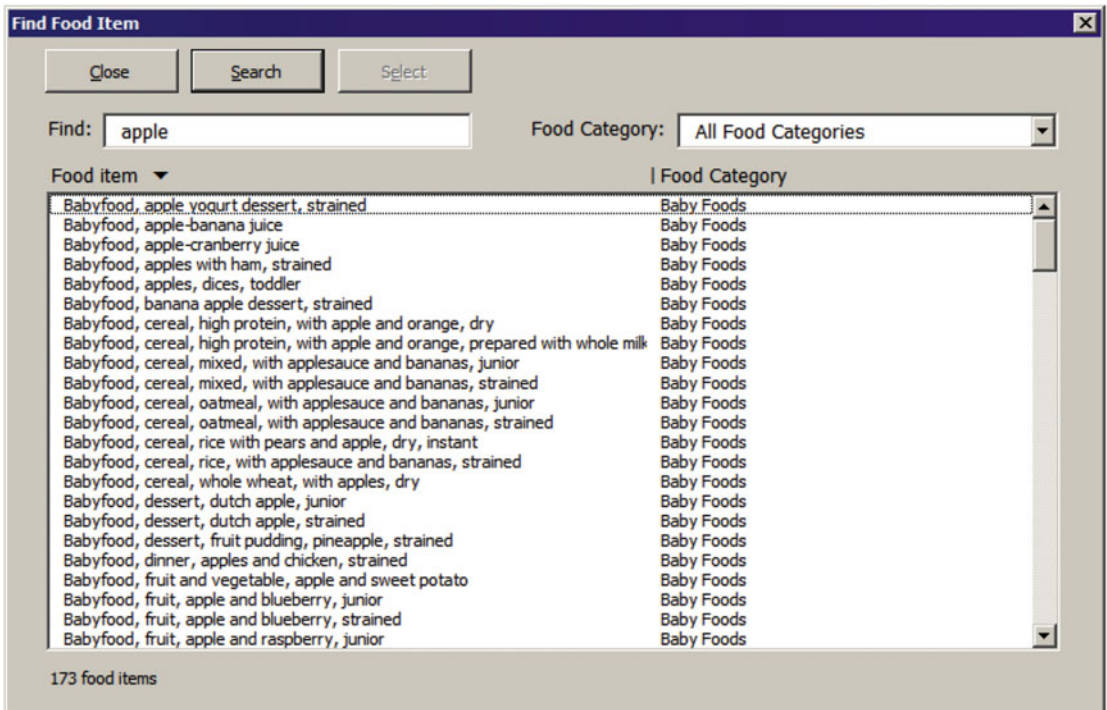 Find Food Item
Close Search Select
Find: apple Food Category: All Food Categories
Food item | Food Category
Babyfood, apple yogurt dessert, strained Baby Foods
Babyfood, apple-banana juice Baby Foods
Babyfood, apple-cranberry juice Baby Foods
Babyfood, apples with ham, strained Baby Foods
Babyfood, apples, dices, toddler Baby Foods
Babyfood, banana apple dessert, strained Baby Foods
Babyfood, cereal, high protein, with apple and orange, dry Baby Foods
Babyfood, cereal, high protein, with apple and orange, prepared with whole milk Baby Foods
Babyfood, cereal, mixed, with applesauce and bananas, junior Baby Foods
Babyfood, cereal, mixed, with applesauce and bananas, strained Baby Foods
Babyfood, cereal, oatmeal, with applesauce and bananas, junior Baby Foods
Babyfood, cereal, oatmeal, with applesauce and bananas, strained Baby Foods
Babyfood, cereal, rice with pears and apple, dry, instant Baby Foods
Babyfood, cereal, rice, with applesauce and bananas, strained Baby Foods
Babyfood, cereal, whole wheat, with apples, dry Baby Foods
Babyfood, dessert, dutch apple, junior Baby Foods
Babyfood, dessert, dutch apple, strained Baby Foods
Babyfood, dessert, fruit pudding, pineapple, strained Baby Foods
Babyfood, dinner, apples and chicken, strained Baby Foods
Babyfood, fruit and vegetable, apple and sweet potato Baby Foods
Babyfood, fruit, apple and blueberry, junior Baby Foods
Babyfood, fruit, apple and blueberry, strained Baby Foods
Babyfood, fruit, apple and raspberry, junior Baby Foods
173 food items